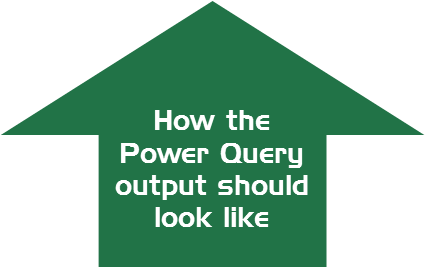 How the
Power Query
output should
look like